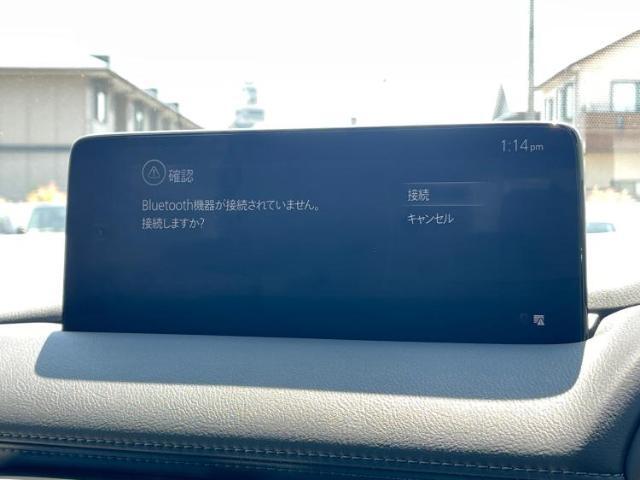 1:14pm
確認
Bluetooth機器が接続されていません。
接続しますか?
接続
キャンセル